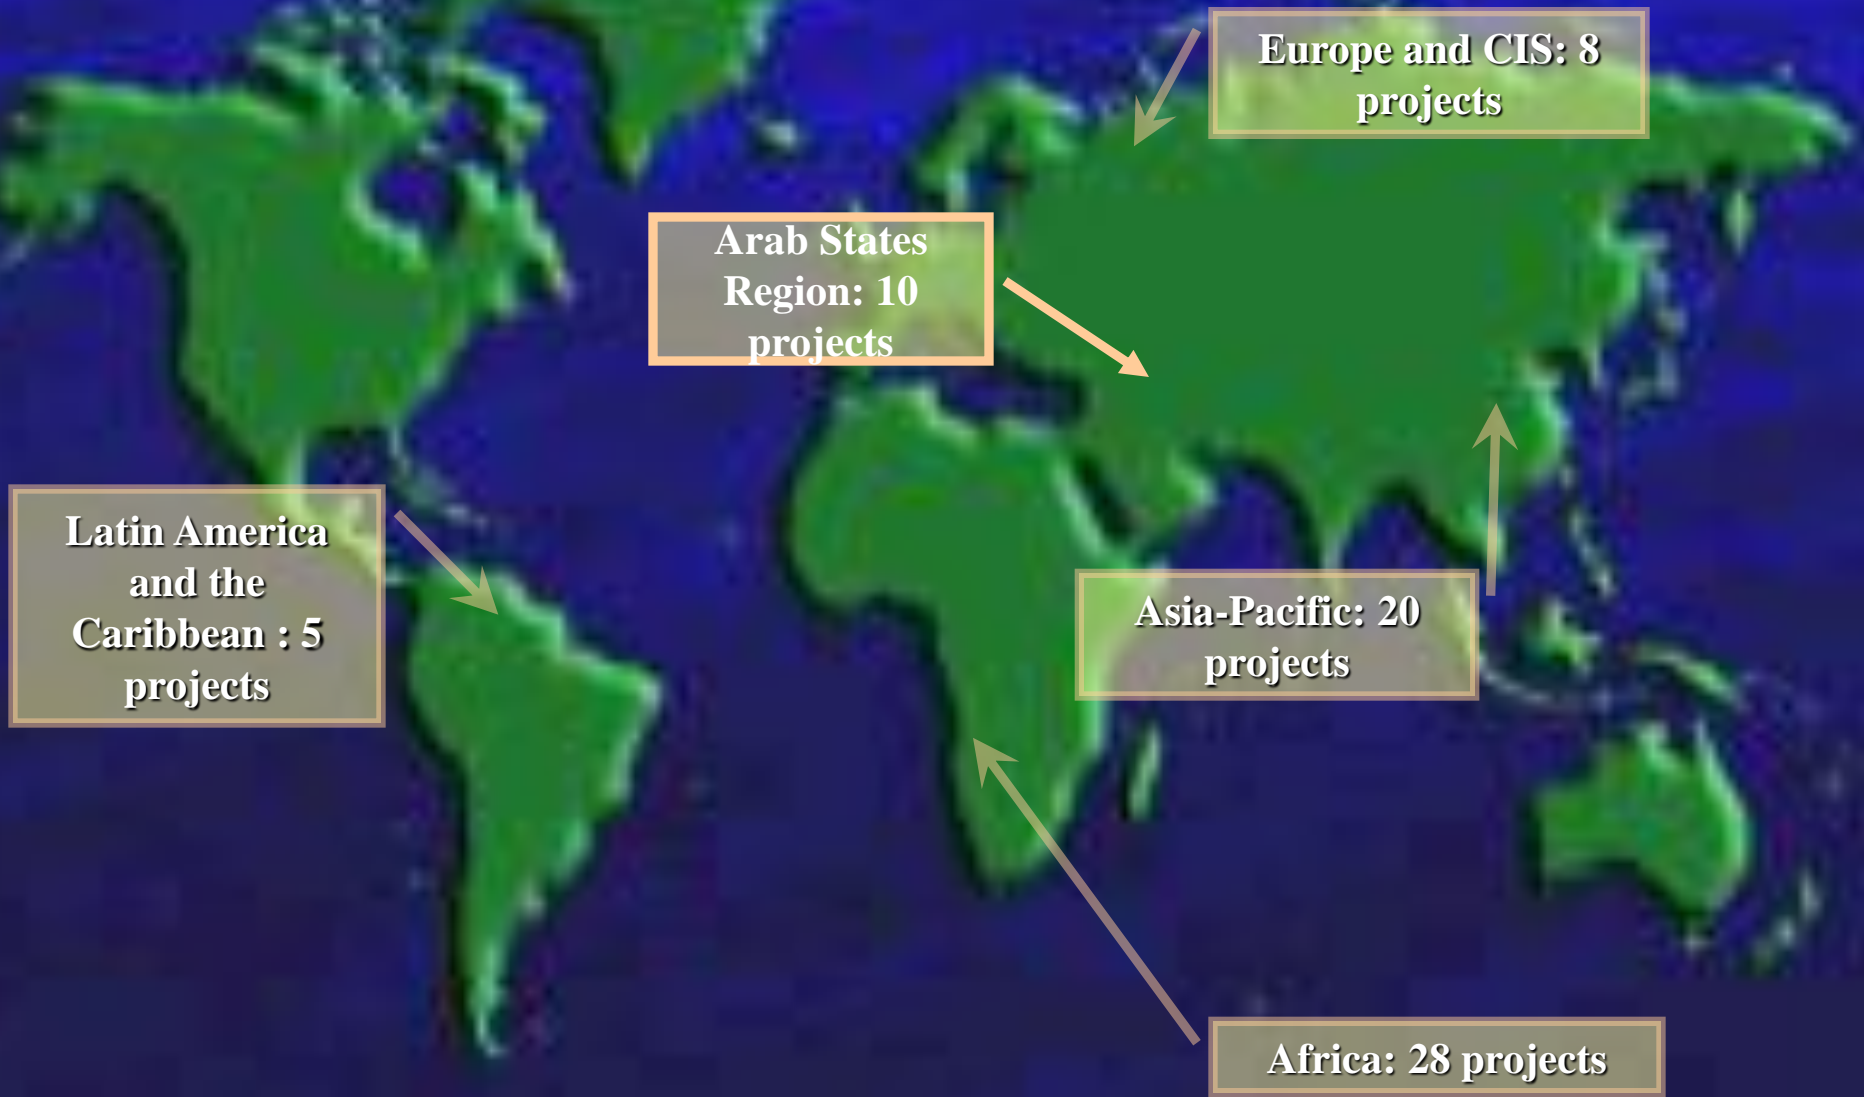 Europe and CIS: 8
projects
Arab States
Region: 10
projects
Latin America
and the
Caribbean : 5
projects
Asia-Pacific: 20
projects
Africa: 28 projects